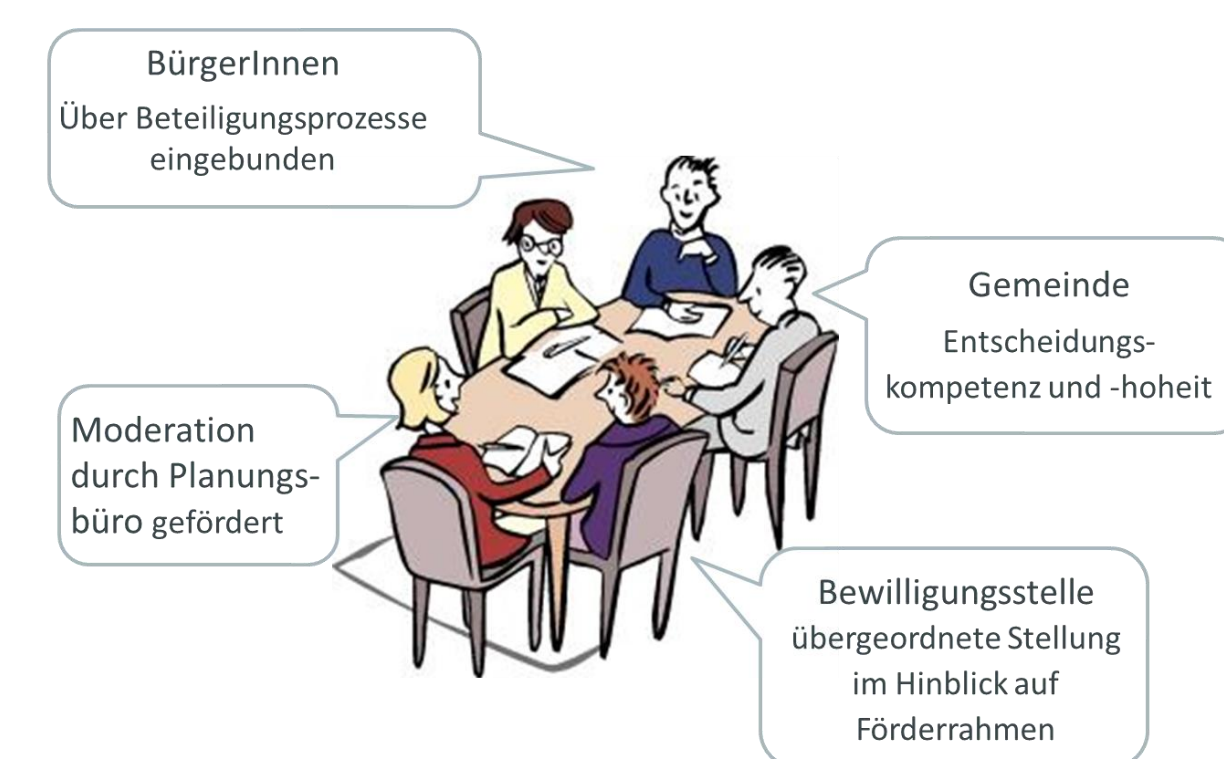 BürgerInnen
Über Beteiligungsprozesse
eingebunden
Gemeinde
Entscheidungs-
kompetenz und -hoheit
Moderation
durch Planungs-
büro gefördert
Bewilligungsstelle
übergeordnete Stellung
im Hinblick auf
Förderrahmen